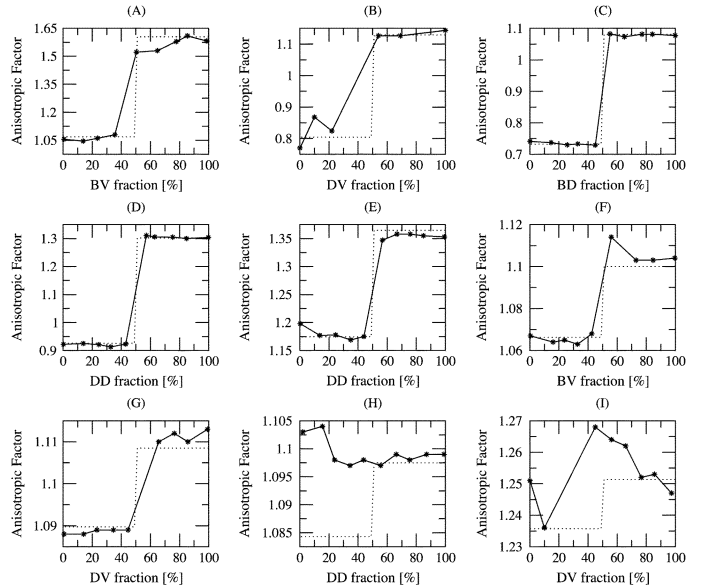 (A)
(B)
(C)
Anisotropic Factor
1.65
1.5
1.35
1.2
1.05
0 20 40 60 80 100
BV fraction [%]
Anisotropic Factor
1.1
1
0.9
0.8
0 20 40 60 80 100
DV fraction [%]
Anisotropic Factor
1.1
1
0.9
0.8
0.7
0 20 40 60 80 100
BD fraction [%]
(D)
(E)
(F)
Anisotropic Factor
1.3
1.2
1.1
1
0.9
0 20 40 60 80 100
DD fraction [%]
Anisotropic Factor
1.35
1.3
1.25
1.2
1.15
0 20 40 60 80 100
DD fraction [%]
Anisotropic Factor
1.12
1.1
1.08
1.06
0 20 40 60 80 100
BV fraction [%]
(G)
(H)
(I)
Anisotropic Factor
1.11
1.1
1.09
0 20 40 60 80 100
DV fraction [%]
Anisotropic Factor
1.105
1.1
1.095
1.09
1.085
0 20 40 60 80 100
DD fraction [%]
Anisotropic Factor
1.27
1.26
1.25
1.24
1.23
0 20 40 60 80 100
DV fraction [%]